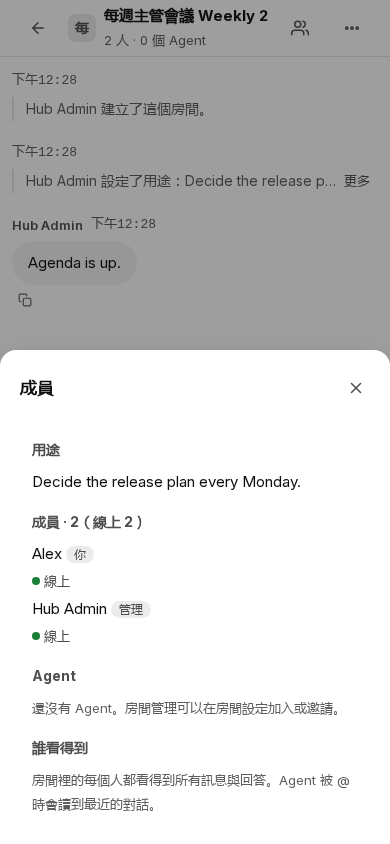 每
每週主管會議 Weekly 2
2 人 · 0 個 Agent
下午12:28
Hub Admin 建立了這個房間。
下午12:28
Hub Admin 設定了用途：Decide the release p… 更多
Hub Admin 下午12:28
Agenda is up.
成員
用途
Decide the release plan every Monday.
成員 · 2（線上 2）
Alex 你
線上
Hub Admin 管理
線上
Agent
還沒有 Agent。房間管理可以在房間設定加入或邀請。
誰看得到
房間裡的每個人都看得到所有訊息與回答。Agent 被 @
時會讀到最近的對話。